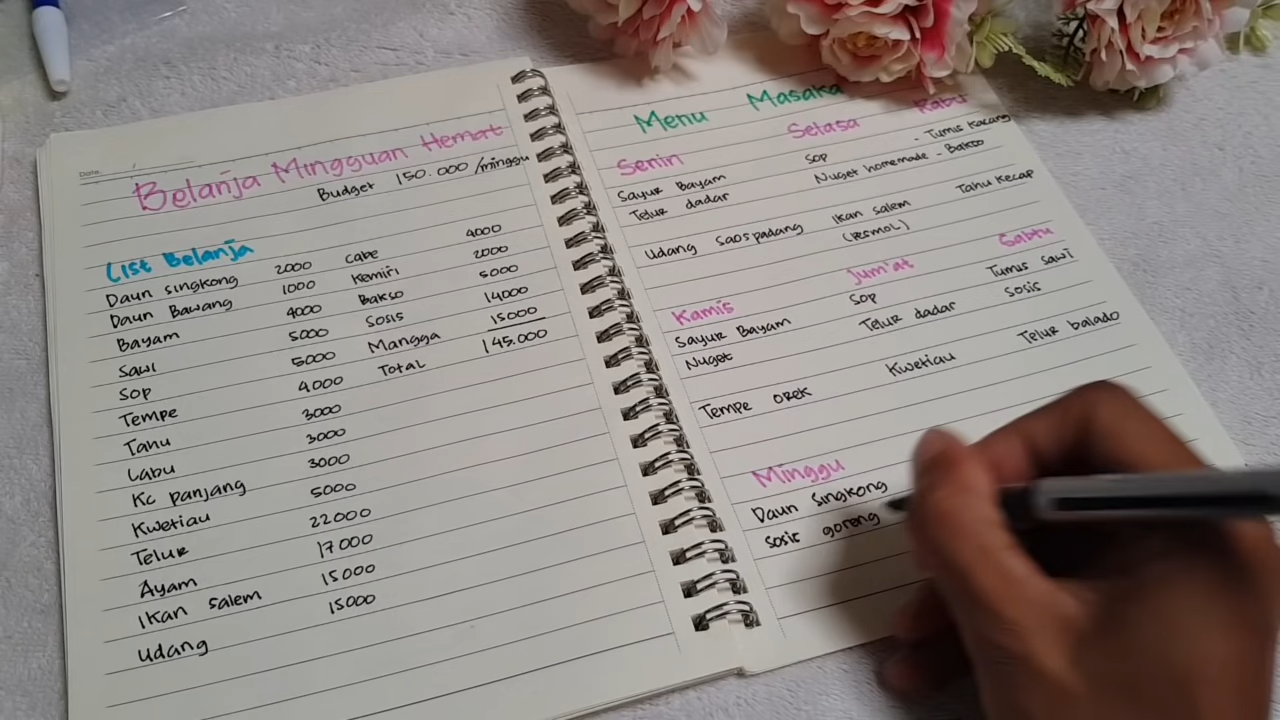 Date:
Belanja Mingguan Hemat
Budget 150.000 /minggu
List Belanja
Daun singkong 2000 cabe 4000
Daun Bawang 1000 Kemiri 2000
Bayam 4000 Bakso 5000
Sawi 5000 Sosis 14000
Sop 5000 Mangga 15000
Tempe 4000 Total 145.000
Tahu 3000
Labu 3000
Kc panjang 3000
Kwetiau 5000
Telur 22000
Ayam 17000
Ikan salem 15000
Udang 15000
Menu Masaka
Senin Selasa Rabu
Sayur Bayam Sop - Tumis Kacang
Telur dadar Nuget homemade - Bakso
Udang saos padang Ikan salem Tahu kecap
(pesmol)
Kamis Jum'at Sabtu
Sayur Bayam Sop Tumis sawi
Nuget Telur dadar Sosis
Tempe orek Kwetiau Telur balado
Minggu
Daun Singkong
Sosis goreng